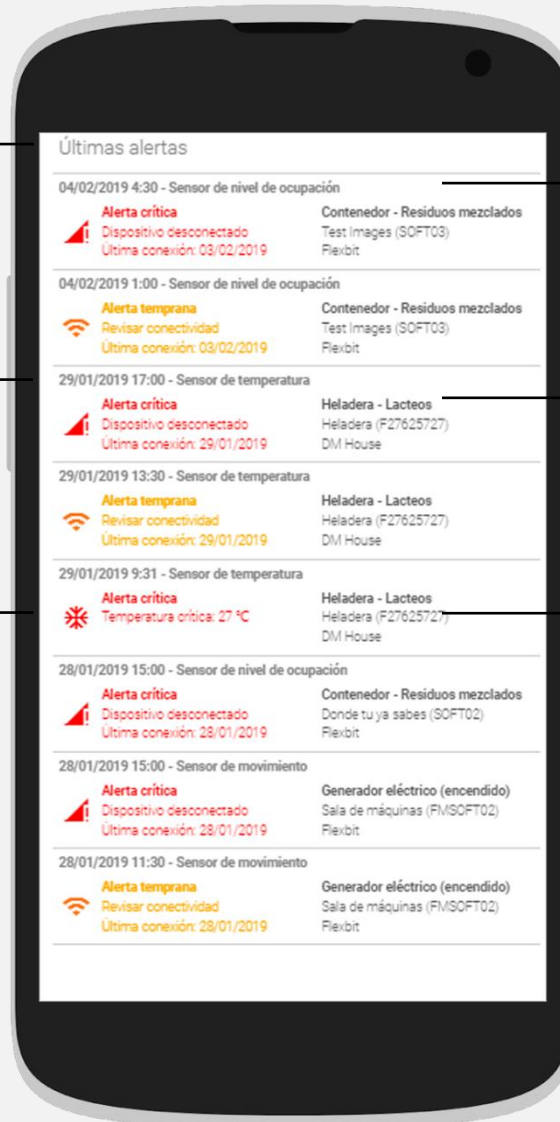 Últimas alertas
04/02/2019 4:30 - Sensor de nivel de ocupación
Alerta crítica
Contenedor - Residuos mezclados
Dispositivo desconectado
Test Images (SOFT03)
Última conexión: 03/02/2019
Flexbit
04/02/2019 1:00 - Sensor de nivel de ocupación
Alerta temprana
Contenedor - Residuos mezclados
Revisar conectividad
Test Images (SOFT03)
Última conexión: 03/02/2019
Flexbit
29/01/2019 17:00 - Sensor de temperatura
Alerta crítica
Heladera - Lacteos
Dispositivo desconectado
Heladera (F27625727)
Última conexión: 29/01/2019
DM House
29/01/2019 13:30 - Sensor de temperatura
Alerta temprana
Heladera - Lacteos
Revisar conectividad
Heladera (F27625727)
Última conexión: 29/01/2019
DM House
29/01/2019 9:31 - Sensor de temperatura
Alerta crítica
Heladera - Lacteos
Temperatura crítica: 27 ºC
Heladera (F27625727)
DM House
28/01/2019 15:00 - Sensor de nivel de ocupación
Alerta crítica
Contenedor - Residuos mezclados
Dispositivo desconectado
Donde tu ya sabes (SOFT02)
Última conexión: 28/01/2019
Flexbit
28/01/2019 15:00 - Sensor de movimiento
Alerta crítica
Generador eléctrico (encendido)
Dispositivo desconectado
Sala de máquinas (FMSOFT02)
Última conexión: 28/01/2019
Flexbit
28/01/2019 11:30 - Sensor de movimiento
Alerta temprana
Generador eléctrico (encendido)
Revisar conectividad
Sala de máquinas (FMSOFT02)
Última conexión: 28/01/2019
Flexbit